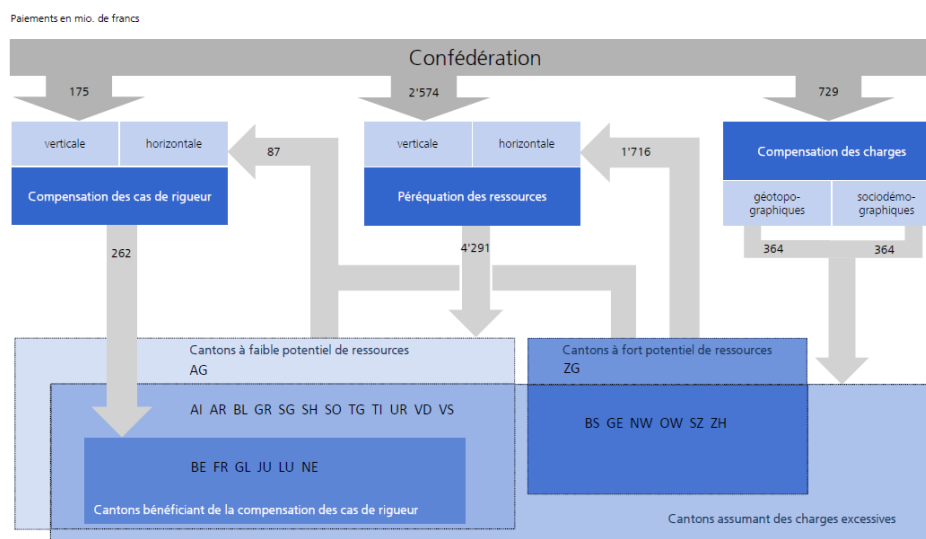 Paiements en mio. de francs
Confédération
175
2'574
729
verticale
horizontale
87
verticale
horizontale
1'716
Compensation des charges
Compensation des cas de rigueur
Péréquation des ressources
géotopo-
graphiques
sociodémo-
graphiques
262
4'291
364
364
Cantons à faible potentiel de ressources
AG
Cantons à fort potentiel de ressources
ZG
AI AR BL GR SG SH SO TG TI UR VD VS
BS GE NW OW SZ ZH
BE FR GL JU LU NE
Cantons bénéficiant de la compensation des cas de rigueur
Cantons assumant des charges excessives